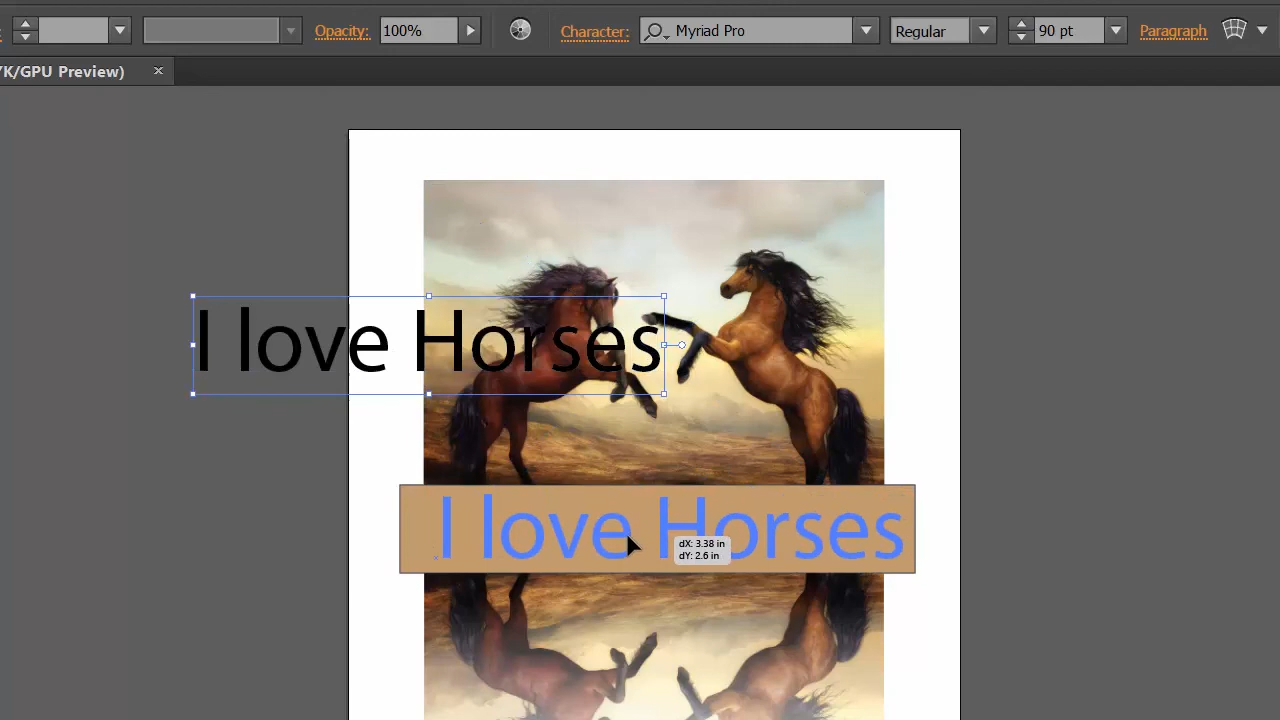 Opacity: 100% Character: Myriad Pro Regular 90 pt Paragraph
/K/GPU Preview) ×
I love Horses
I love Horses
dX: 3.38 in
dY: 2.6 in